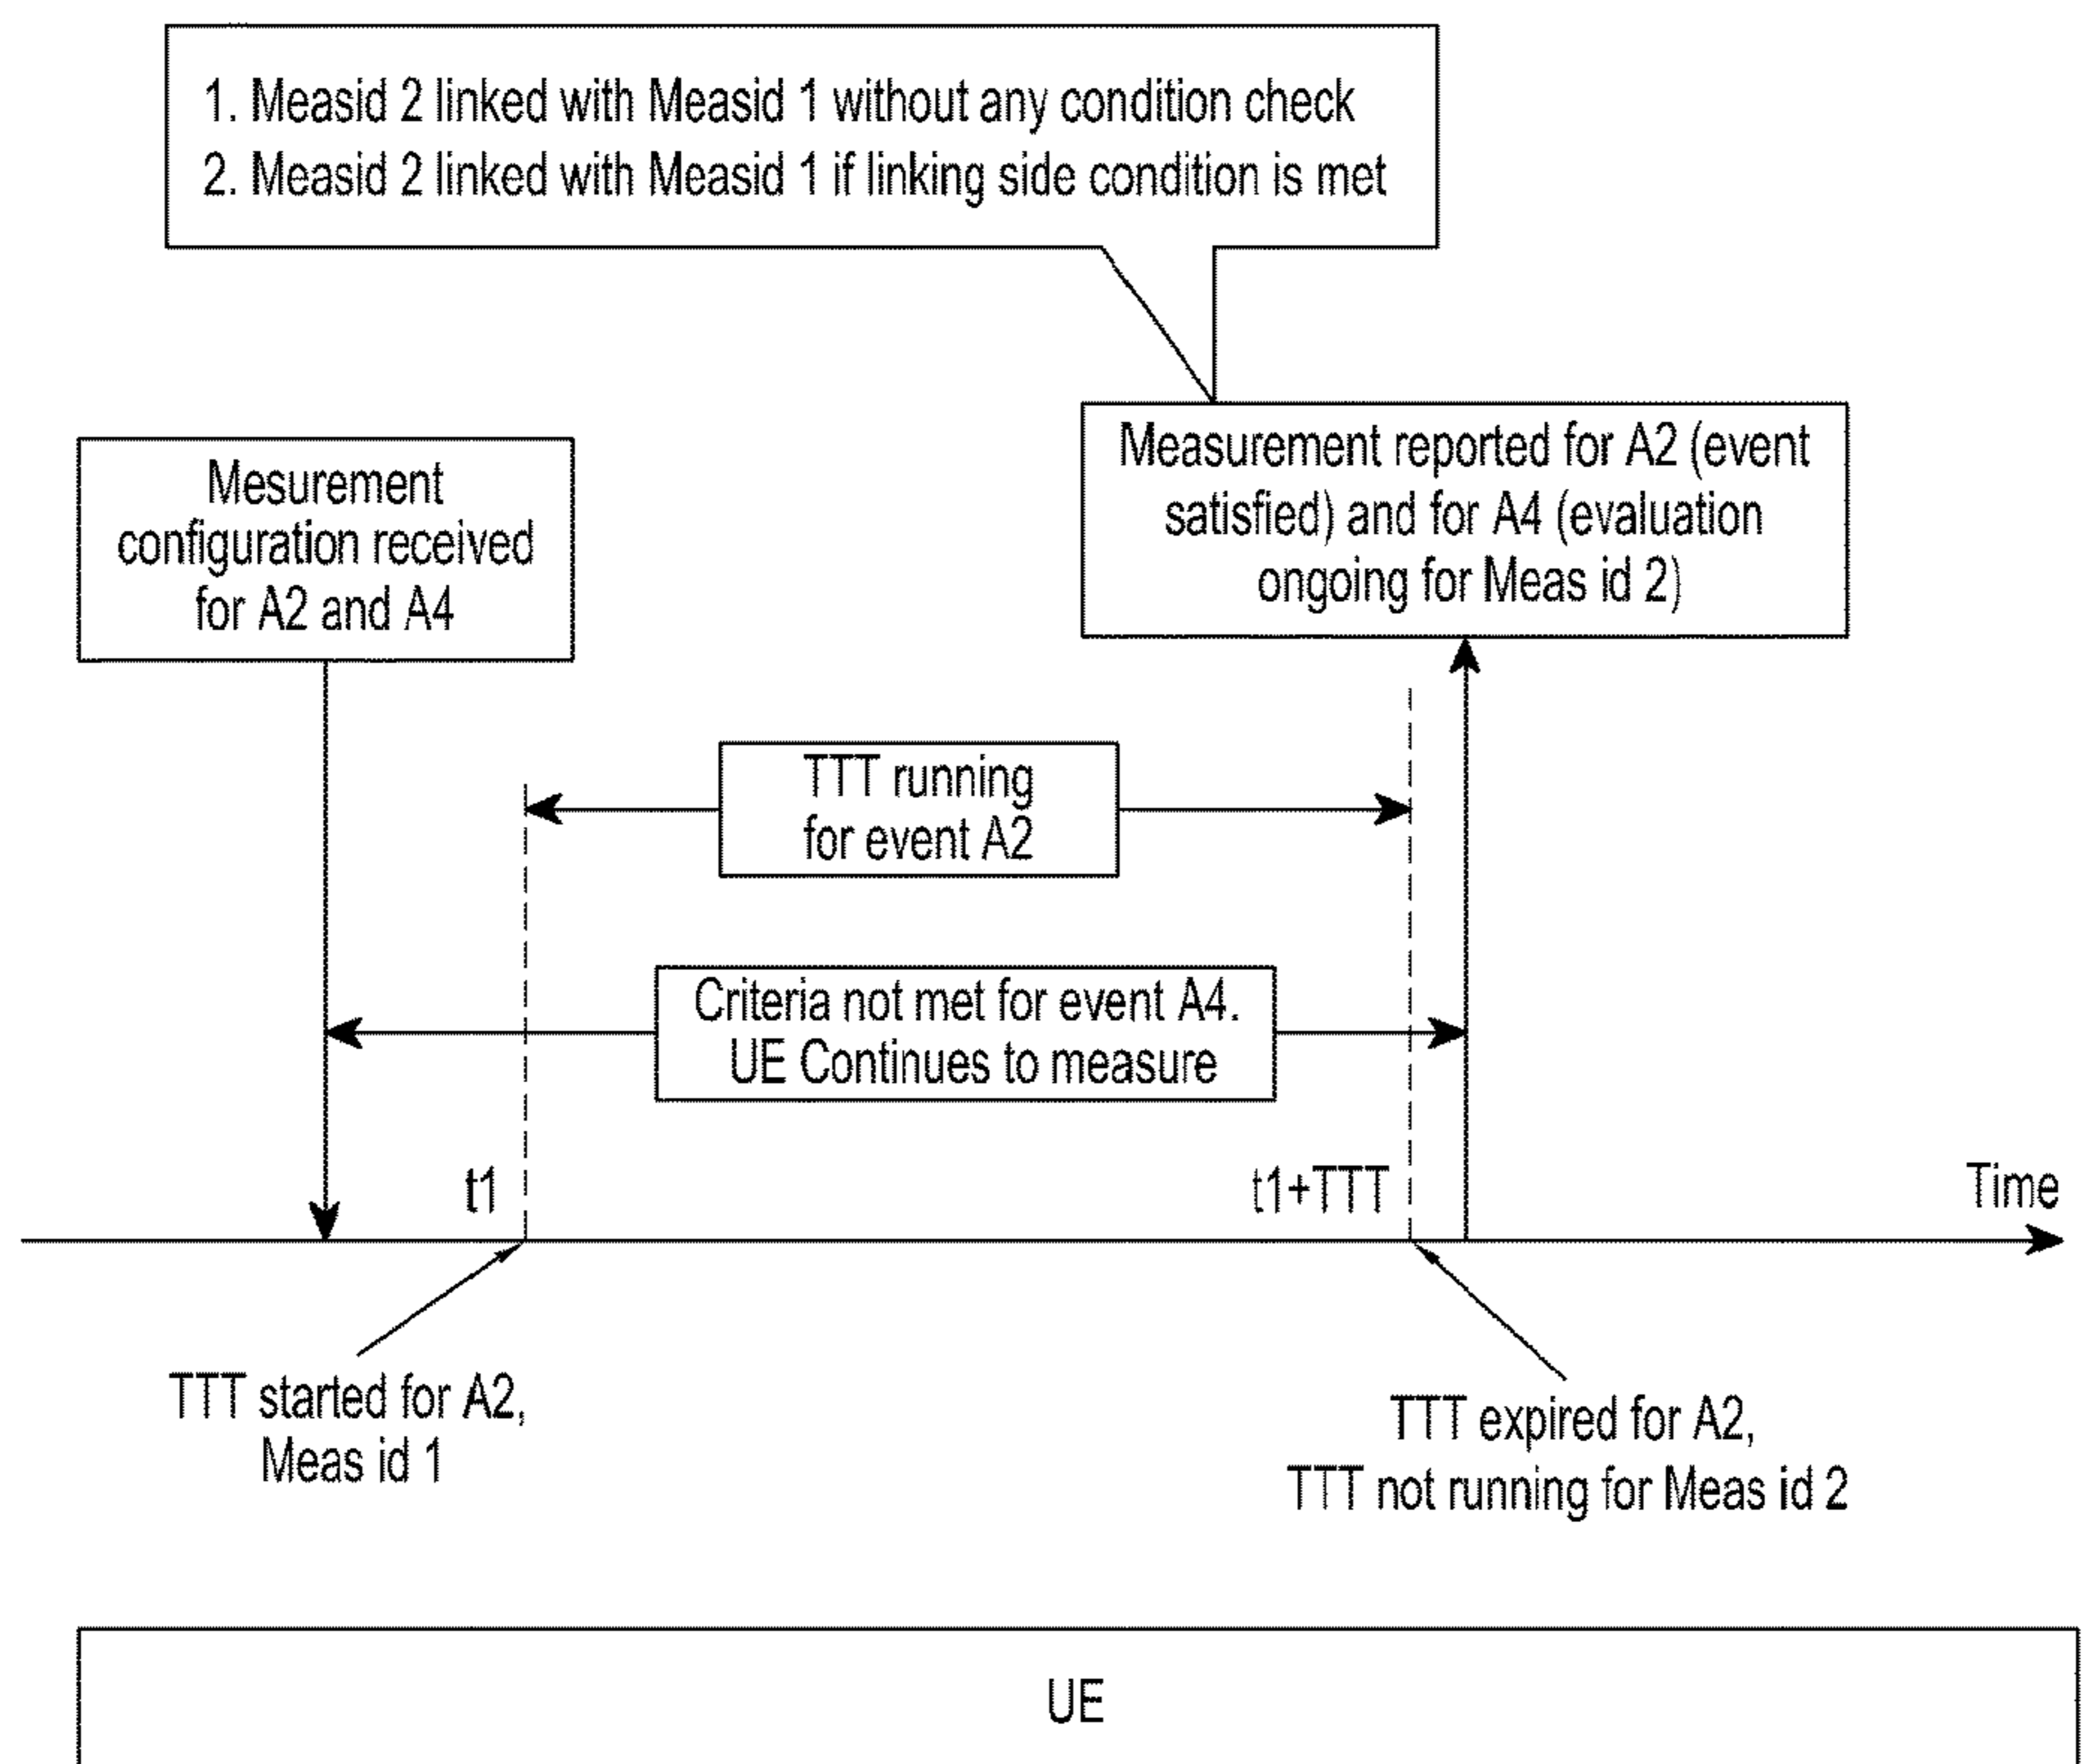 1. Measid 2 linked with Measid 1 without any condition check
2. Measid 2 linked with Measid 1 if linking side condition is met
Mesurement
configuration received
for A2 and A4
Measurement reported for A2 (event
satisfied) and for A4 (evaluation
ongoing for Meas id 2)
TTT running
for event A2
Criteria not met for event A4.
UE Continues to measure
t1
t1+TTT
Time
TTT started for A2,
Meas id 1
TTT expired for A2,
TTT not running for Meas id 2
UE